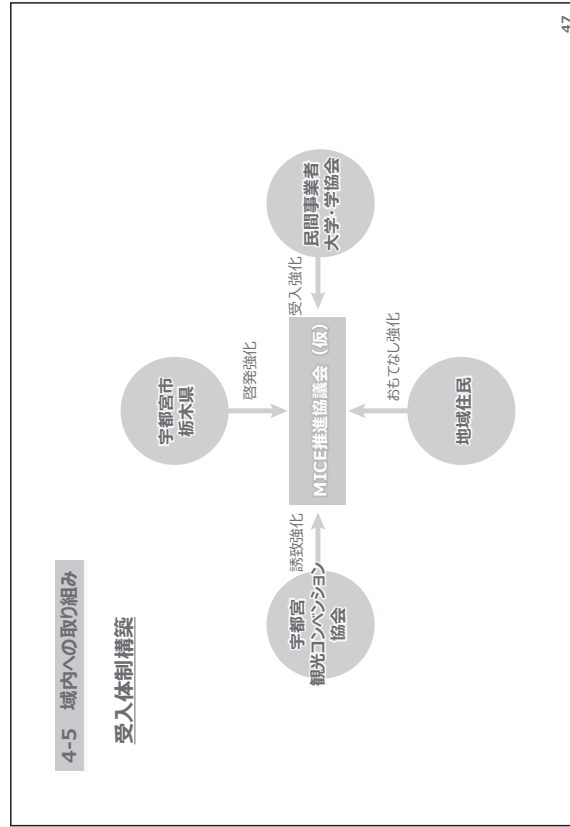 4-5 域内への取り組み
受入体制構築
宇都宮市
栃木県
啓発強化
宇都宮
観光コンベンション
協会
誘致強化
MICE推進協議会（仮）
受入強化
民間事業者
大学・学協会
おもてなし強化
地域住民
47